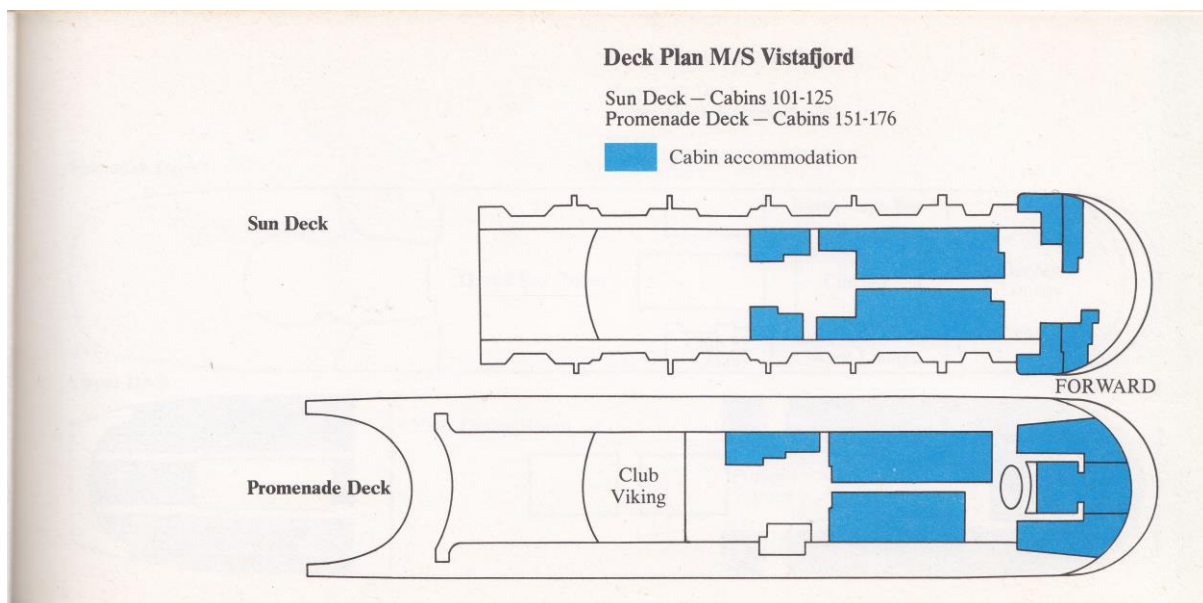 Deck Plan M/S Vistafjord
Sun Deck — Cabins 101-125
Promenade Deck — Cabins 151-176
Cabin accommodation
Sun Deck
FORWARD
Club
Viking
Promenade Deck